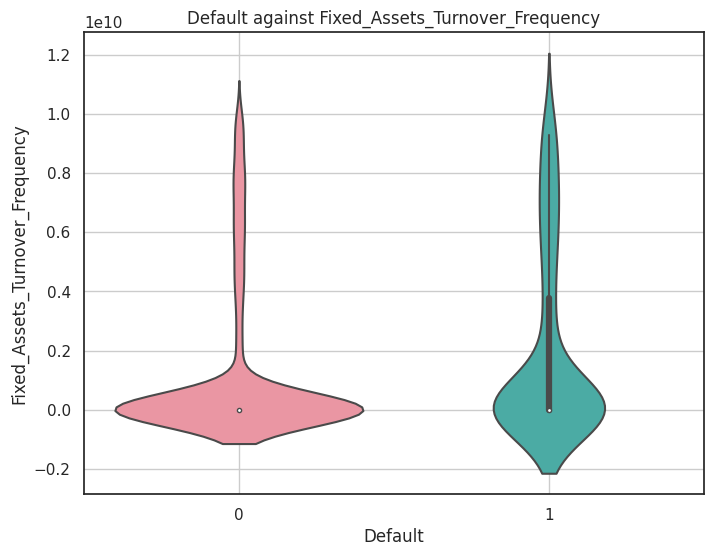 Default against Fixed_Assets_Turnover_Frequency
1e10
1.2
1.0
0.8
0.6
0.4
0.2
0.0
−0.2
Fixed_Assets_Turnover_Frequency
0
1
Default